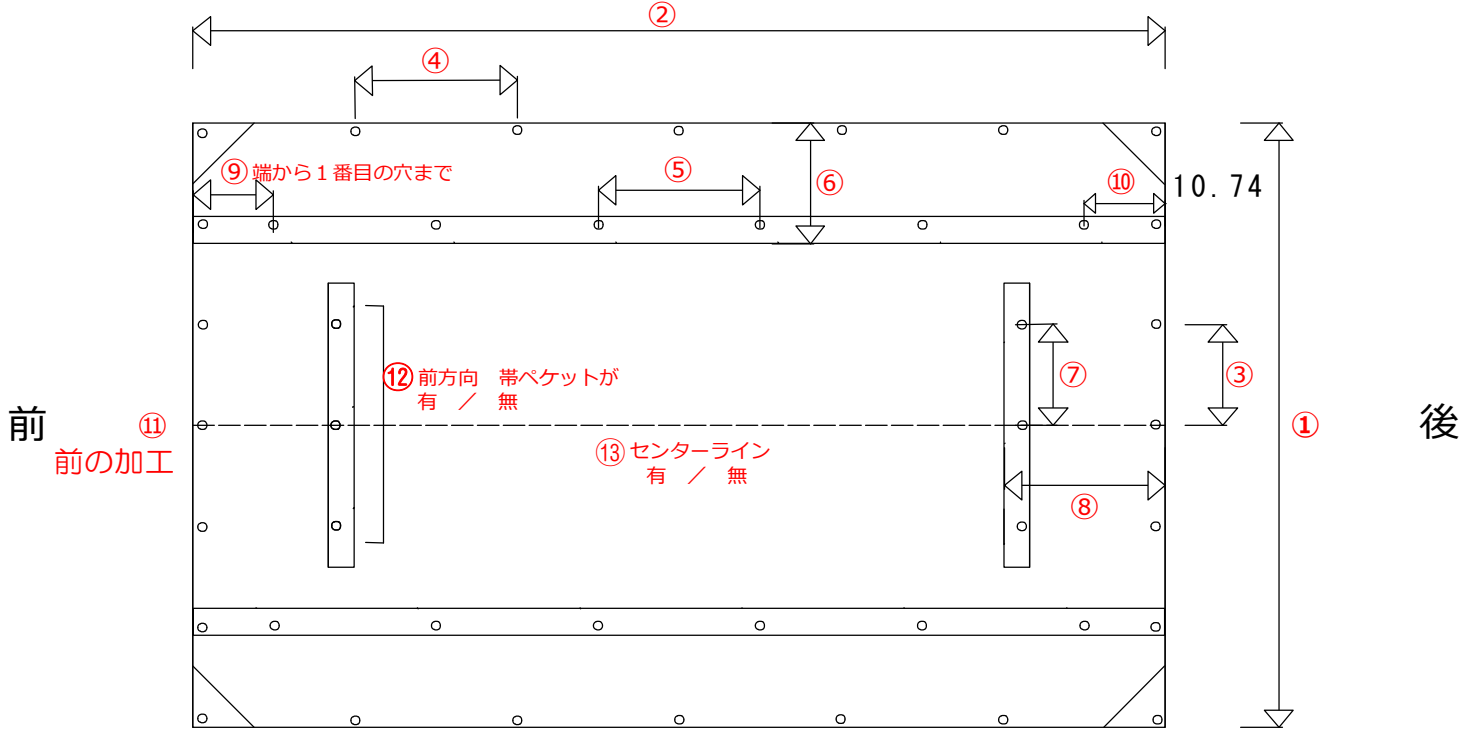 ②
④
⑨ 端から1番目の穴まで
⑤
⑥
⑩
10.74
⑫ 前方向 帯ペケットが
有 / 無
⑦
③
前
⑪
前の加工
⑬ センターライン
有 / 無
①
後
⑧